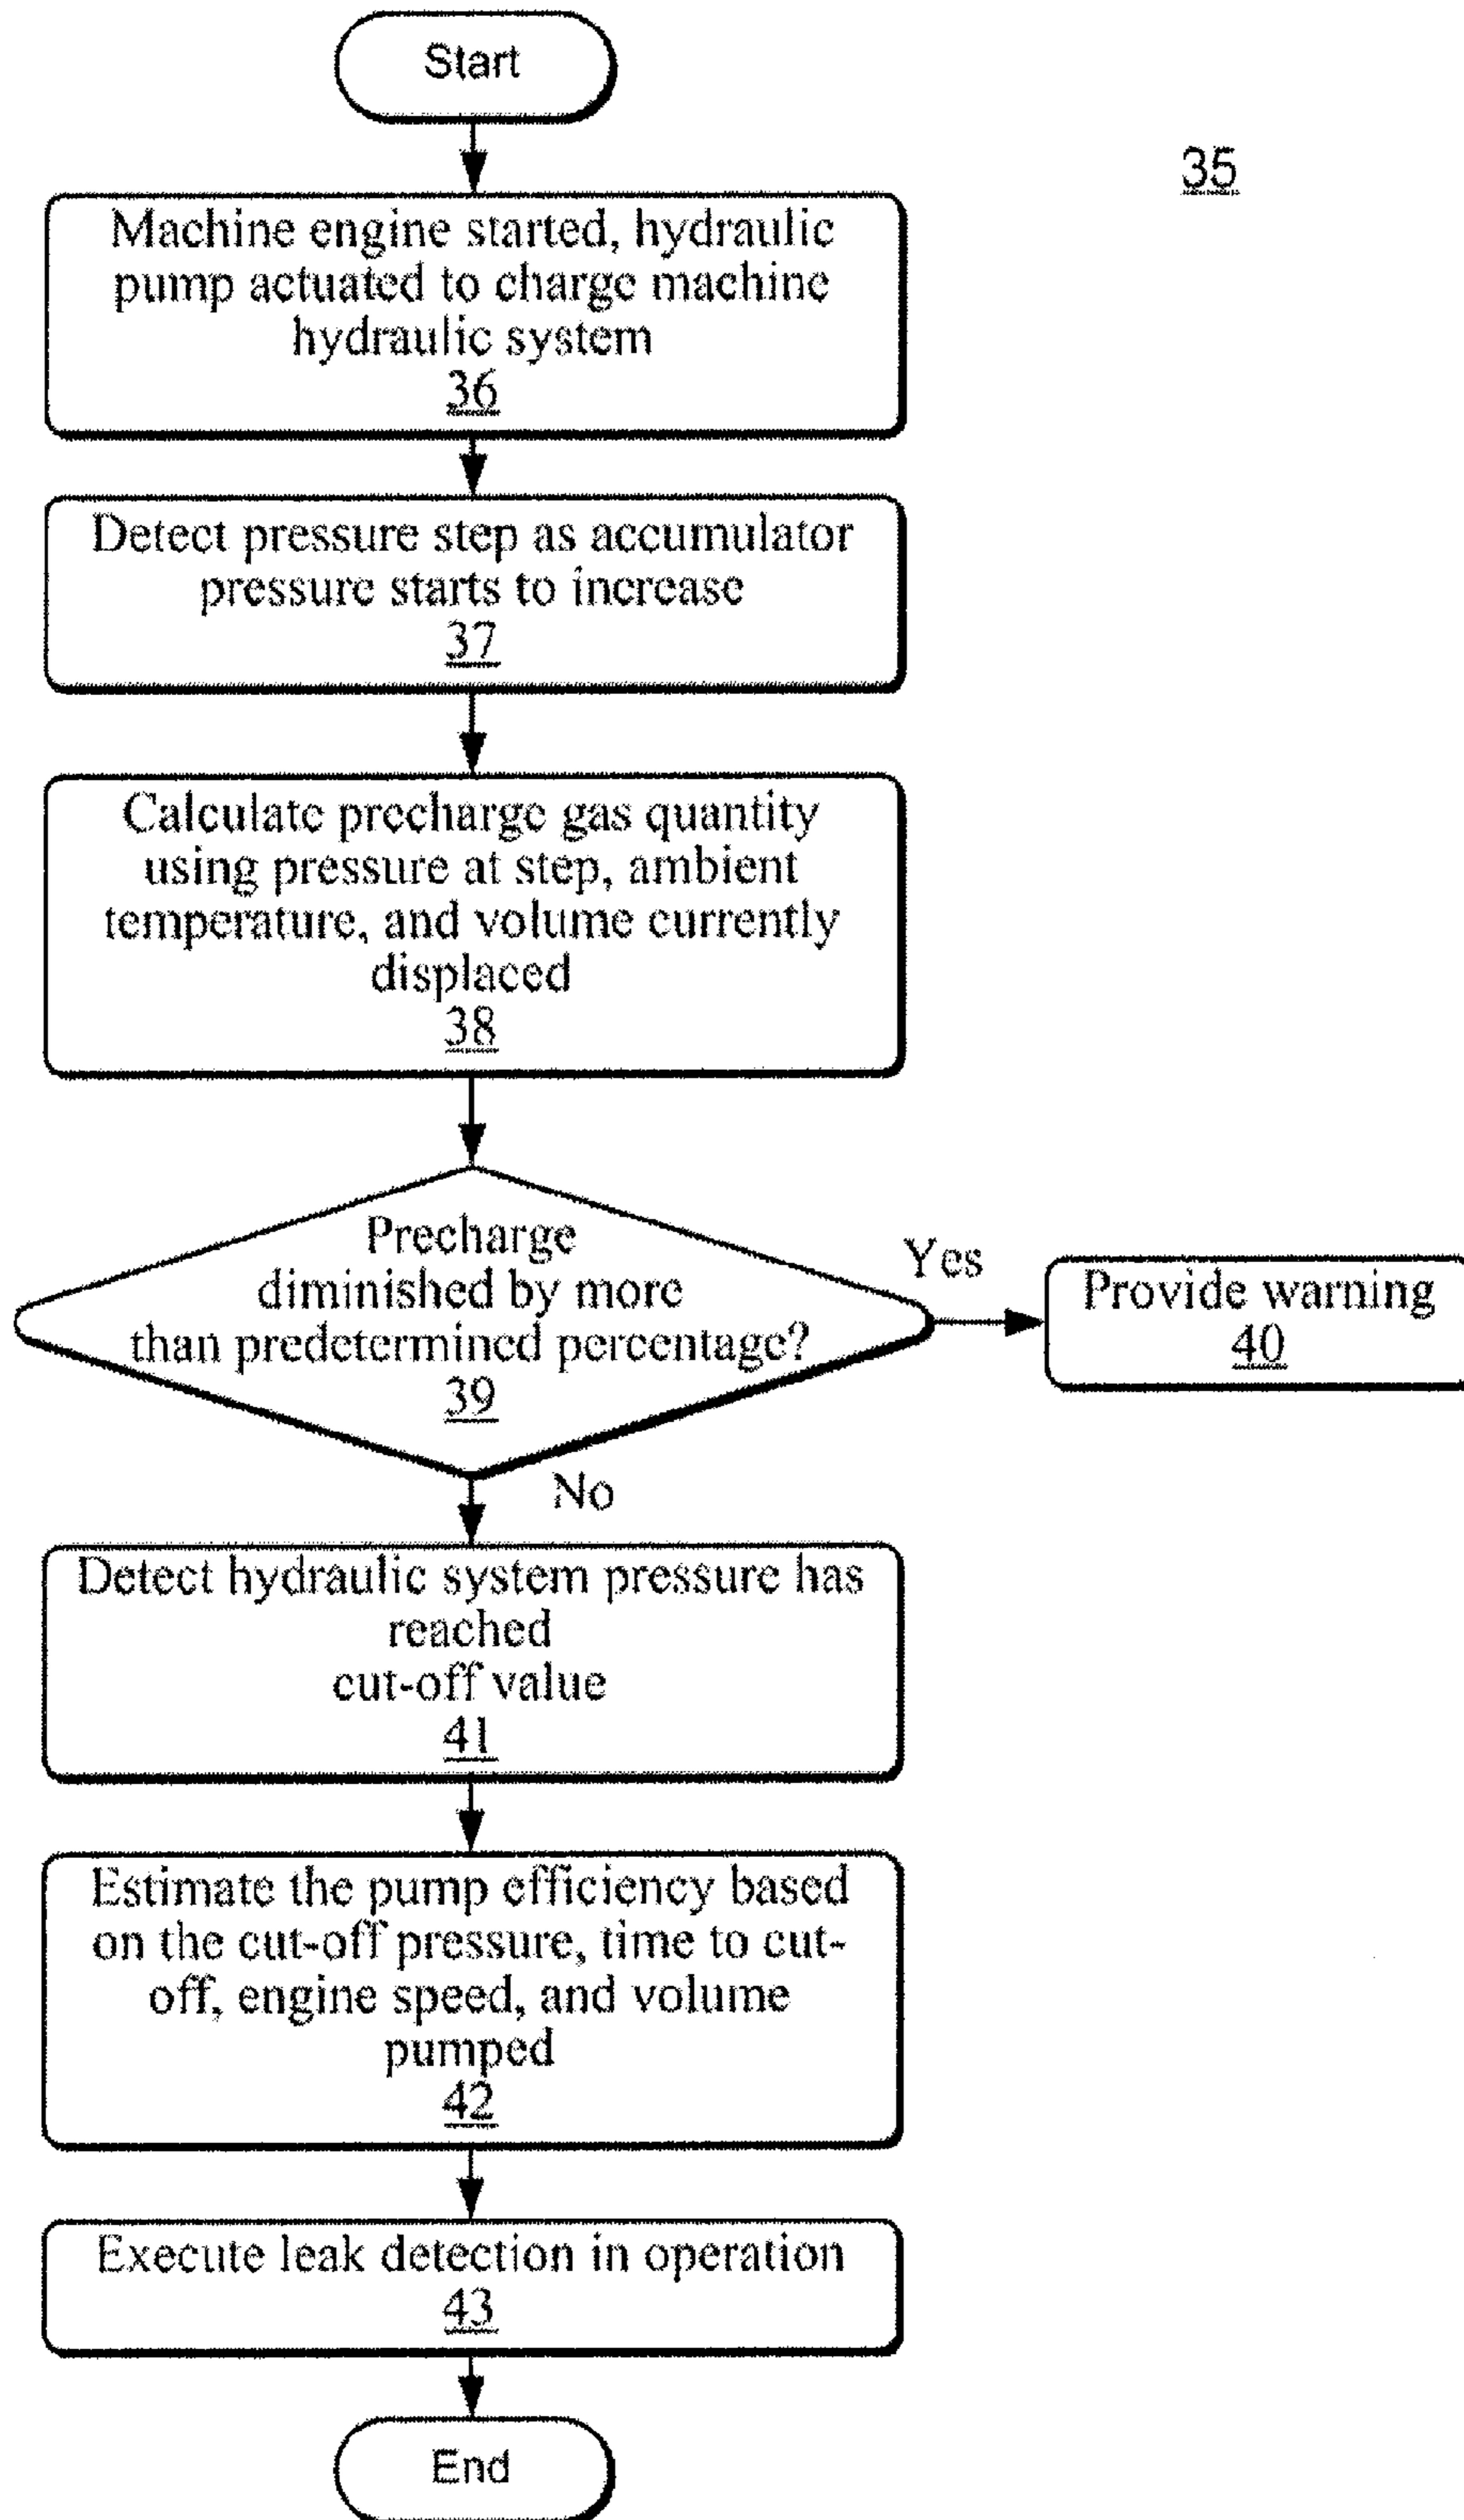 Start
35
Machine engine started, hydraulic
pump actuated to charge machine
hydraulic system
36
Detect pressure step as accumulator
pressure starts to increase
37
Calculate precharge gas quantity
using pressure at step, ambient
temperature, and volume currently
displaced
38
Precharge
diminished by more
than predetermined percentage?
39
Yes
Provide warning
40
No
Detect hydraulic system pressure has
reached
cut-off value
41
Estimate the pump efficiency based
on the cut-off pressure, time to cut-
off, engine speed, and volume
pumped
42
Execute leak detection in operation
43
End